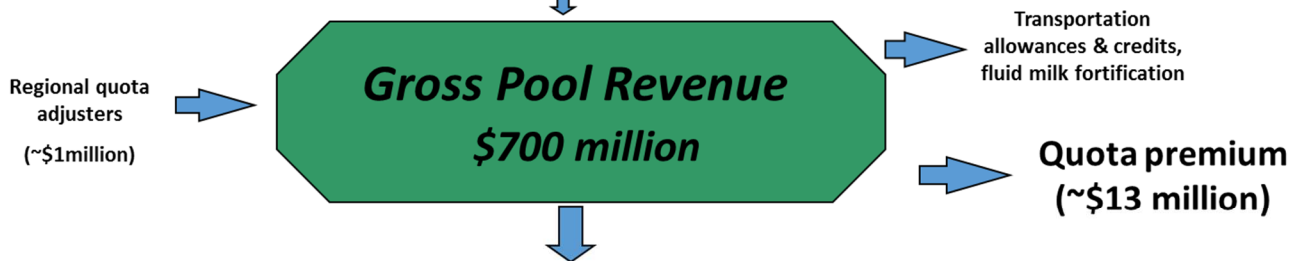 Regional quota
adjusters
(~$1million)
Gross Pool Revenue
$700 million
Transportation
allowances & credits,
fluid milk fortification
Quota premium
(~$13 million)